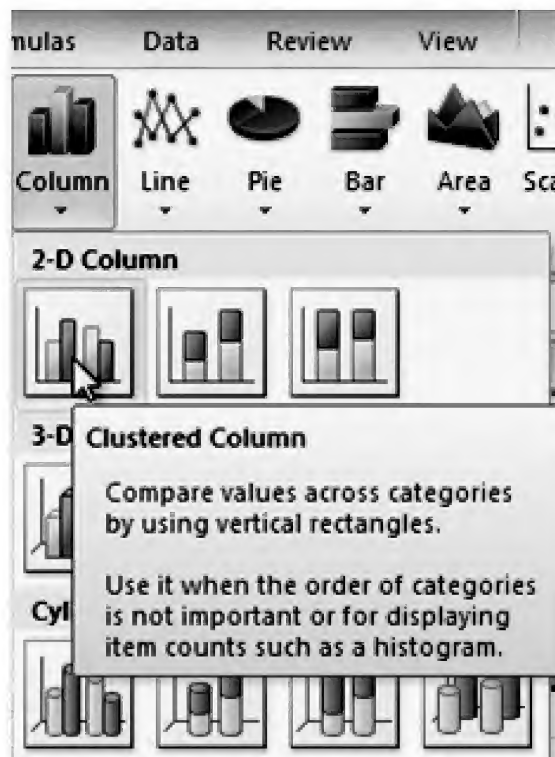 mulas Data Review View
Column Line Pie Bar Area Sca
2-D Column
3-D
Clustered Column
Compare values across categories
by using vertical rectangles.
Use it when the order of categories
is not important or for displaying
item counts such as a histogram.
Cyl